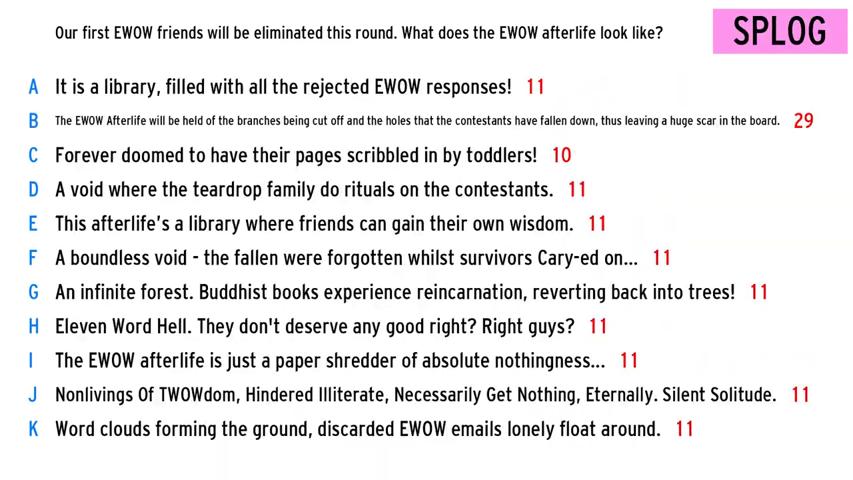 Our first EWOW friends will be eliminated this round. What does the EWOW afterlife look like?
SPLOG
A It is a library, filled with all the rejected EWOW responses! 11
B The EWOW Afterlife will be held of the branches being cut off and the holes that the contestants have fallen down, thus leaving a huge scar in the board. 29
C Forever doomed to have their pages scribbled in by toddlers! 10
D A void where the teardrop family do rituals on the contestants. 11
E This afterlife's a library where friends can gain their own wisdom. 11
F A boundless void - the fallen were forgotten whilst survivors Cary-ed on... 11
G An infinite forest. Buddhist books experience reincarnation, reverting back into trees! 11
H Eleven Word Hell. They don't deserve any good right? Right guys? 11
I The EWOW afterlife is just a paper shredder of absolute nothingness... 11
J Nonlivings Of TWOWdom, Hindered Illiterate, Necessarily Get Nothing, Eternally. Silent Solitude. 11
K Word clouds forming the ground, discarded EWOW emails lonely float around. 11